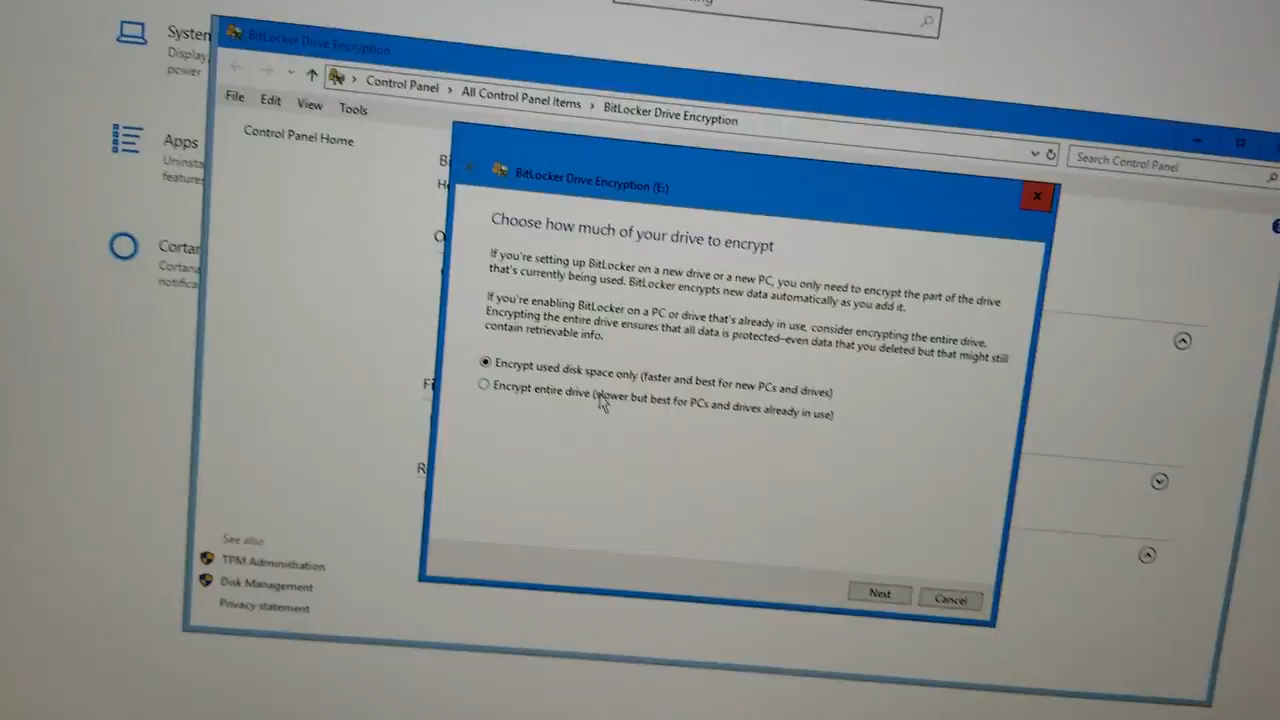 System
Display,
power
Apps
Uninsta
features
Cortar
Cortana
notifica
BitLocker Drive Encryption
Control Panel › All Control Panel Items › BitLocker Drive Encryption
Search Control Panel
File Edit View Tools
Control Panel Home
BitLocker Drive Encryption (E:)
Choose how much of your drive to encrypt
If you're setting up BitLocker on a new drive or a new PC, you only need to encrypt the part of the drive
that's currently being used. BitLocker encrypts new data automatically as you add it.
If you're enabling BitLocker on a PC or drive that's already in use, consider encrypting the entire drive.
Encrypting the entire drive ensures that all data is protected–even data that you deleted but that might still
contain retrievable info.
Encrypt used disk space only (faster and best for new PCs and drives)
Encrypt entire drive (slower but best for PCs and drives already in use)
Next Cancel
See also
TPM Administration
Disk Management
Privacy statement